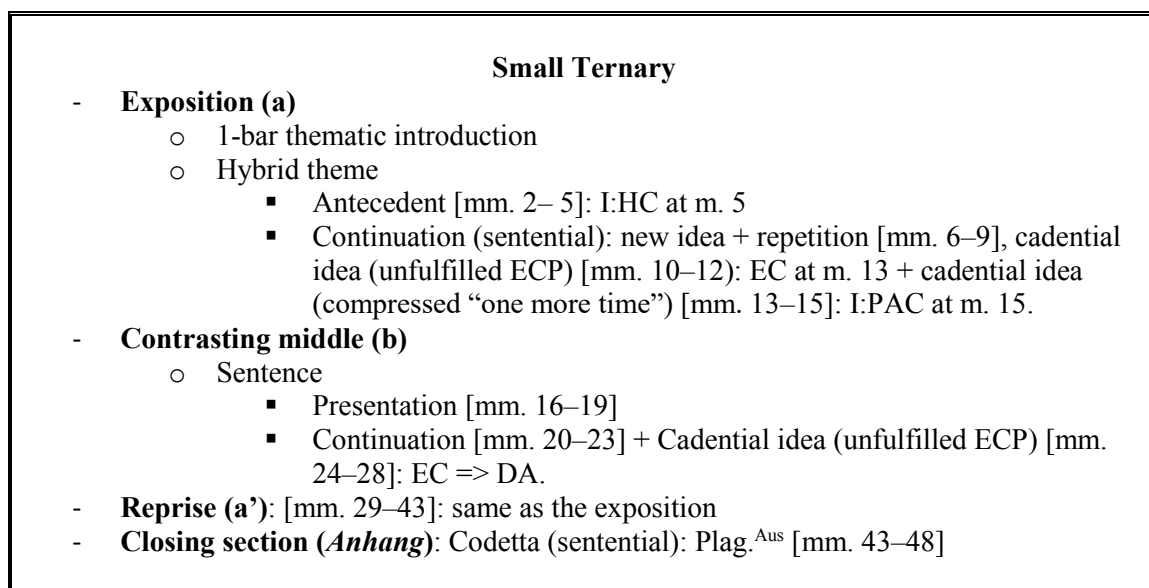 Small Ternary
- Exposition (a)
o 1-bar thematic introduction
o Hybrid theme
▪ Antecedent [mm. 2– 5]: I:HC at m. 5
▪ Continuation (sentential): new idea + repetition [mm. 6–9], cadential
idea (unfulfilled ECP) [mm. 10–12): EC at m. 13 + cadential idea
(compressed “one more time”) [mm. 13–15]: I:PAC at m. 15.
- Contrasting middle (b)
o Sentence
▪ Presentation [mm. 16–19]
▪ Continuation [mm. 20–23] + Cadential idea (unfulfilled ECP) [mm.
24–28]: EC => DA.
- Reprise (a’): [mm. 29–43]: same as the exposition
- Closing section (Anhang): Codetta (sentential): Plag.Aus [mm. 43–48]